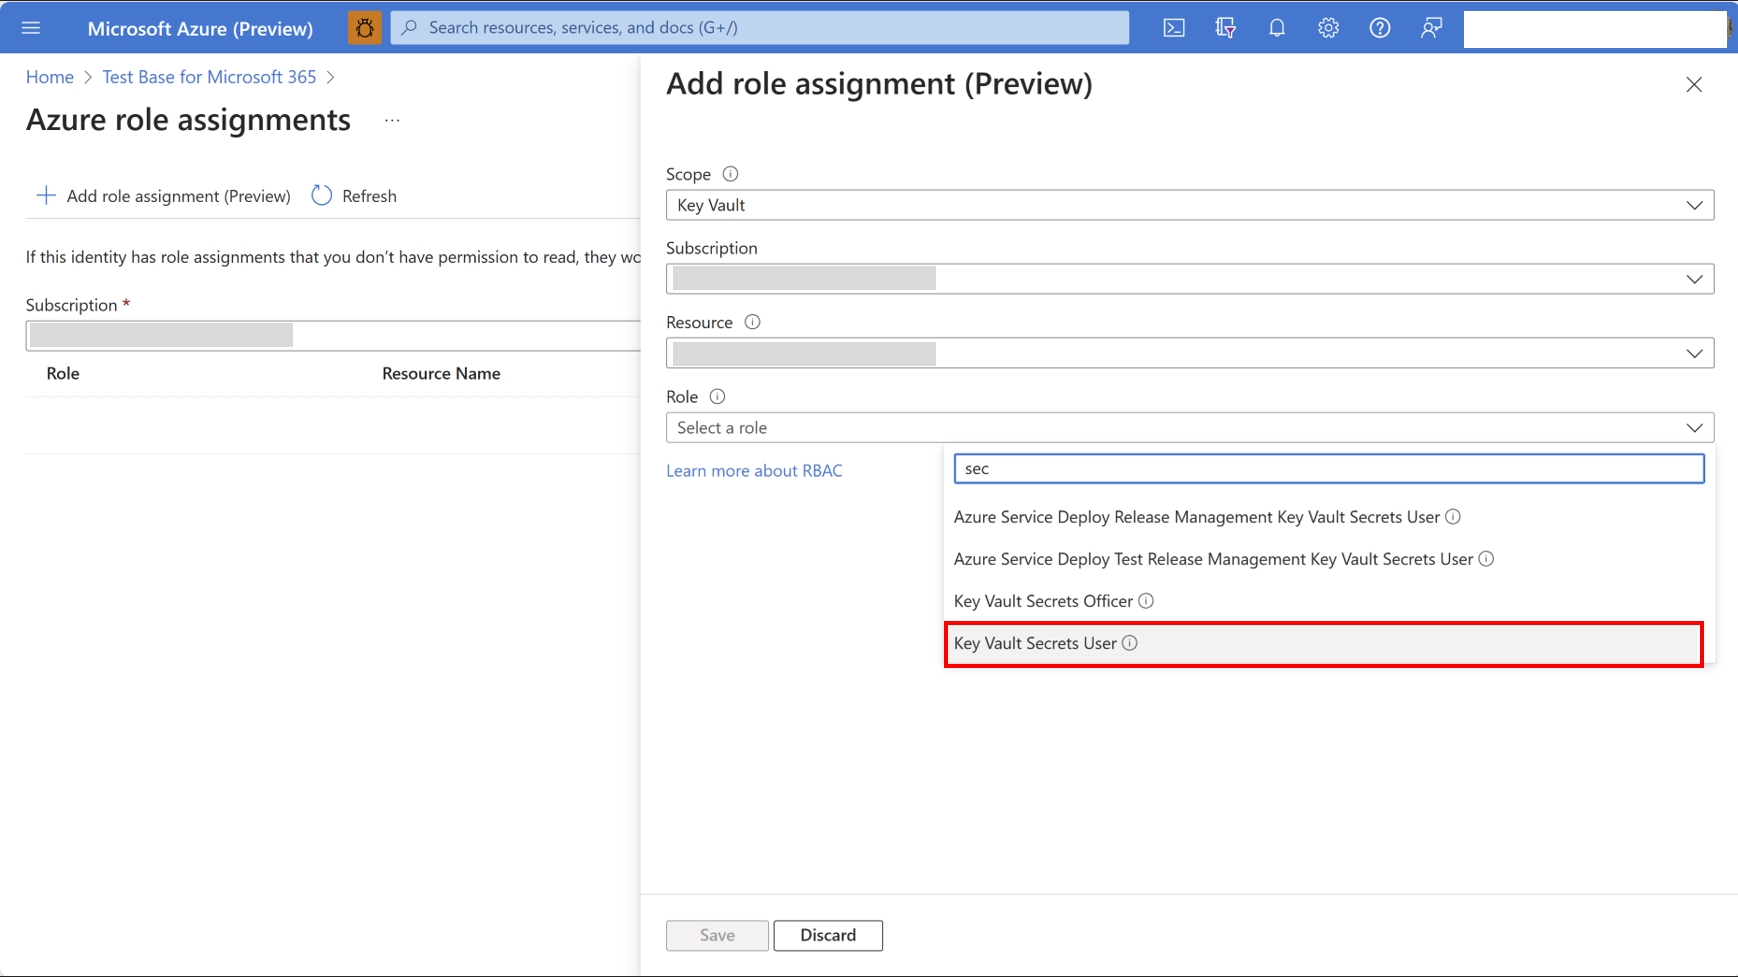 Microsoft Azure (Preview)
Search resources, services, and docs (G+/)
Home > Test Base for Microsoft 365 >
Azure role assignments ...
Add role assignment (Preview) Refresh
If this identity has role assignments that you don't have permission to read, they wo
Subscription *
Role Resource Name
Add role assignment (Preview)
Scope
Key Vault
Subscription
Resource
Role
Select a role
Learn more about RBAC
sec
Azure Service Deploy Release Management Key Vault Secrets User
Azure Service Deploy Test Release Management Key Vault Secrets User
Key Vault Secrets Officer
Key Vault Secrets User
Save Discard